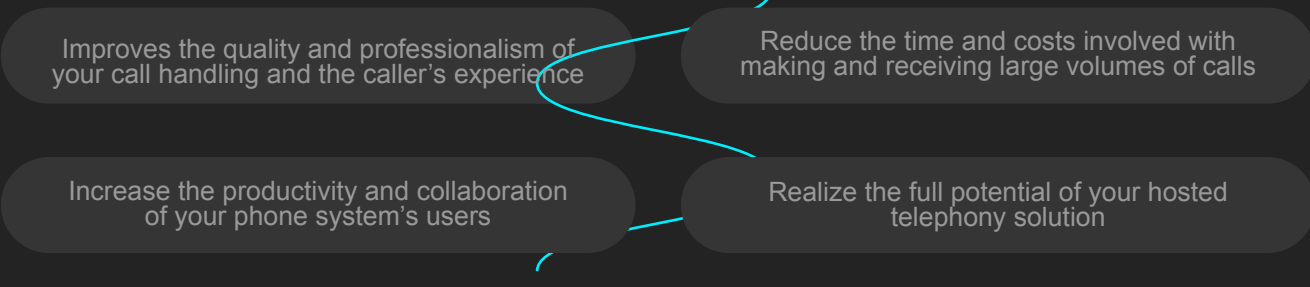 Improves the quality and professionalism of
your call handling and the caller's experience
Reduce the time and costs involved with
making and receiving large volumes of calls
Increase the productivity and collaboration
of your phone system's users
Realize the full potential of your hosted
telephony solution